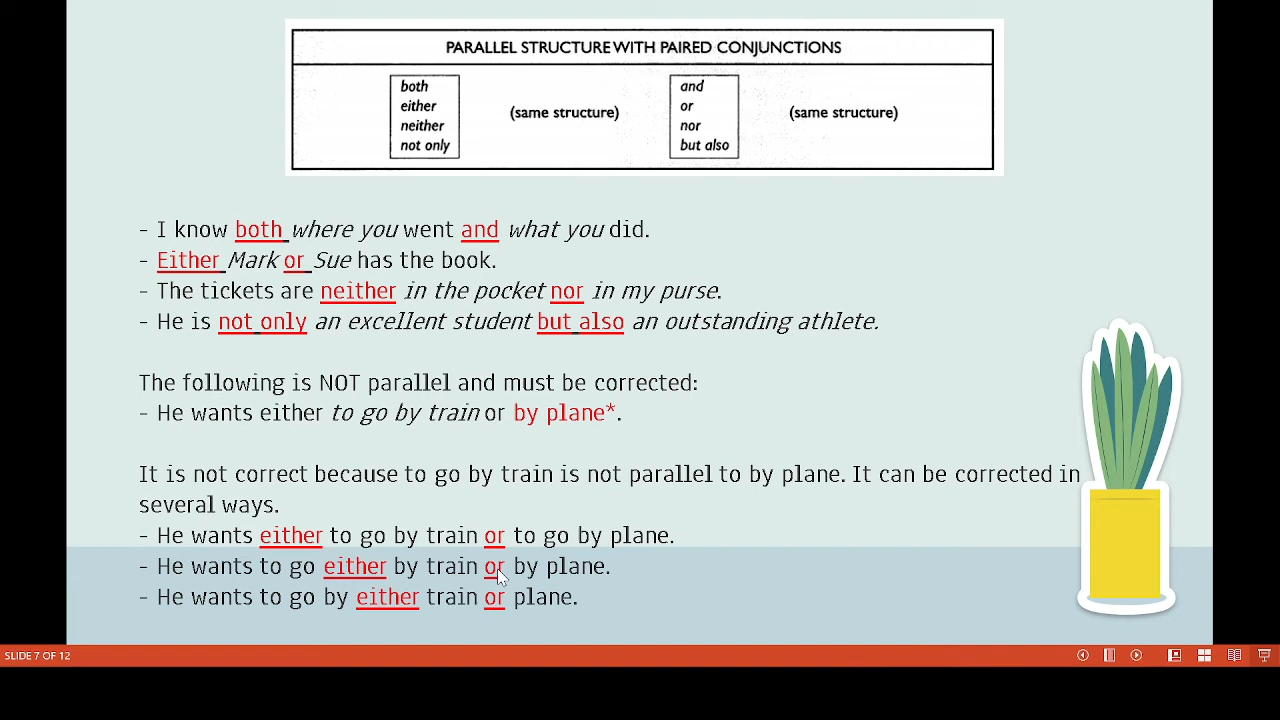 PARALLEL STRUCTURE WITH PAIRED CONJUNCTIONS
both and
either (same structure) or (same structure)
neither nor
not only but also
- I know both where you went and what you did.
- Either Mark or Sue has the book.
- The tickets are neither in the pocket nor in my purse.
- He is not only an excellent student but also an outstanding athlete.
The following is NOT parallel and must be corrected:
- He wants either to go by train or by plane*.
It is not correct because to go by train is not parallel to by plane. It can be corrected in
several ways.
- He wants either to go by train or to go by plane.
- He wants to go either by train or by plane.
- He wants to go by either train or plane.
SLIDE 7 OF 12